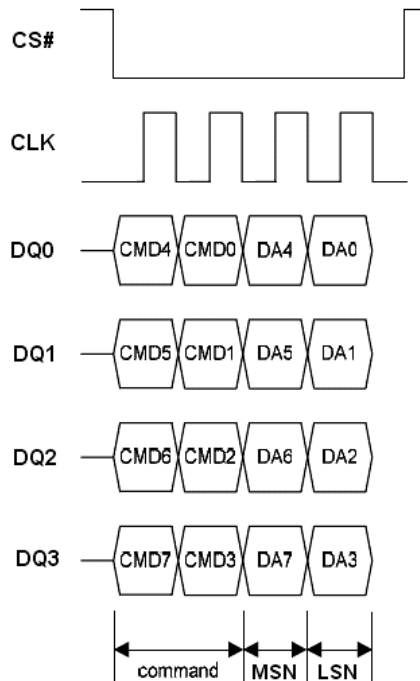 CS#
CLK
DQ0 CMD4 CMD0 DA4 DA0
DQ1 CMD5 CMD1 DA5 DA1
DQ2 CMD6 CMD2 DA6 DA2
DQ3 CMD7 CMD3 DA7 DA3
command MSN LSN